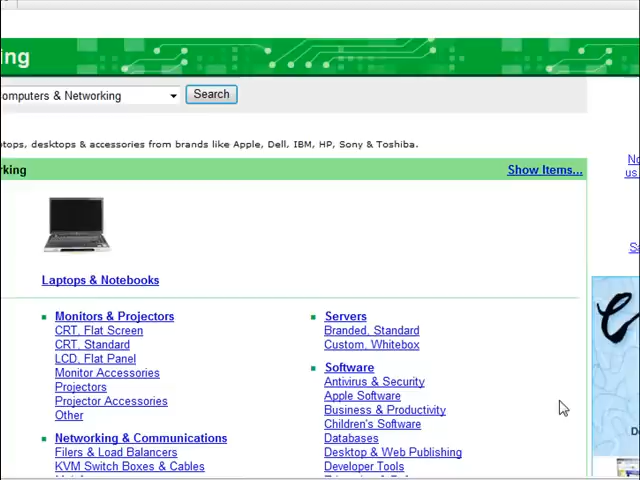 ing
omputers & Networking
Search
tops, desktops & accessories from brands like Apple, Dell, IBM, HP, Sony & Toshiba.
rking
Show Items...
No
us
Sa
Laptops & Notebooks
Monitors & Projectors
CRT, Flat Screen
CRT, Standard
LCD, Flat Panel
Monitor Accessories
Projectors
Projector Accessories
Other
Networking & Communications
Filers & Load Balancers
KVM Switch Boxes & Cables
Servers
Branded, Standard
Custom, Whitebox
Software
Antivirus & Security
Apple Software
Business & Productivity
Children's Software
Databases
Desktop & Web Publishing
Developer Tools